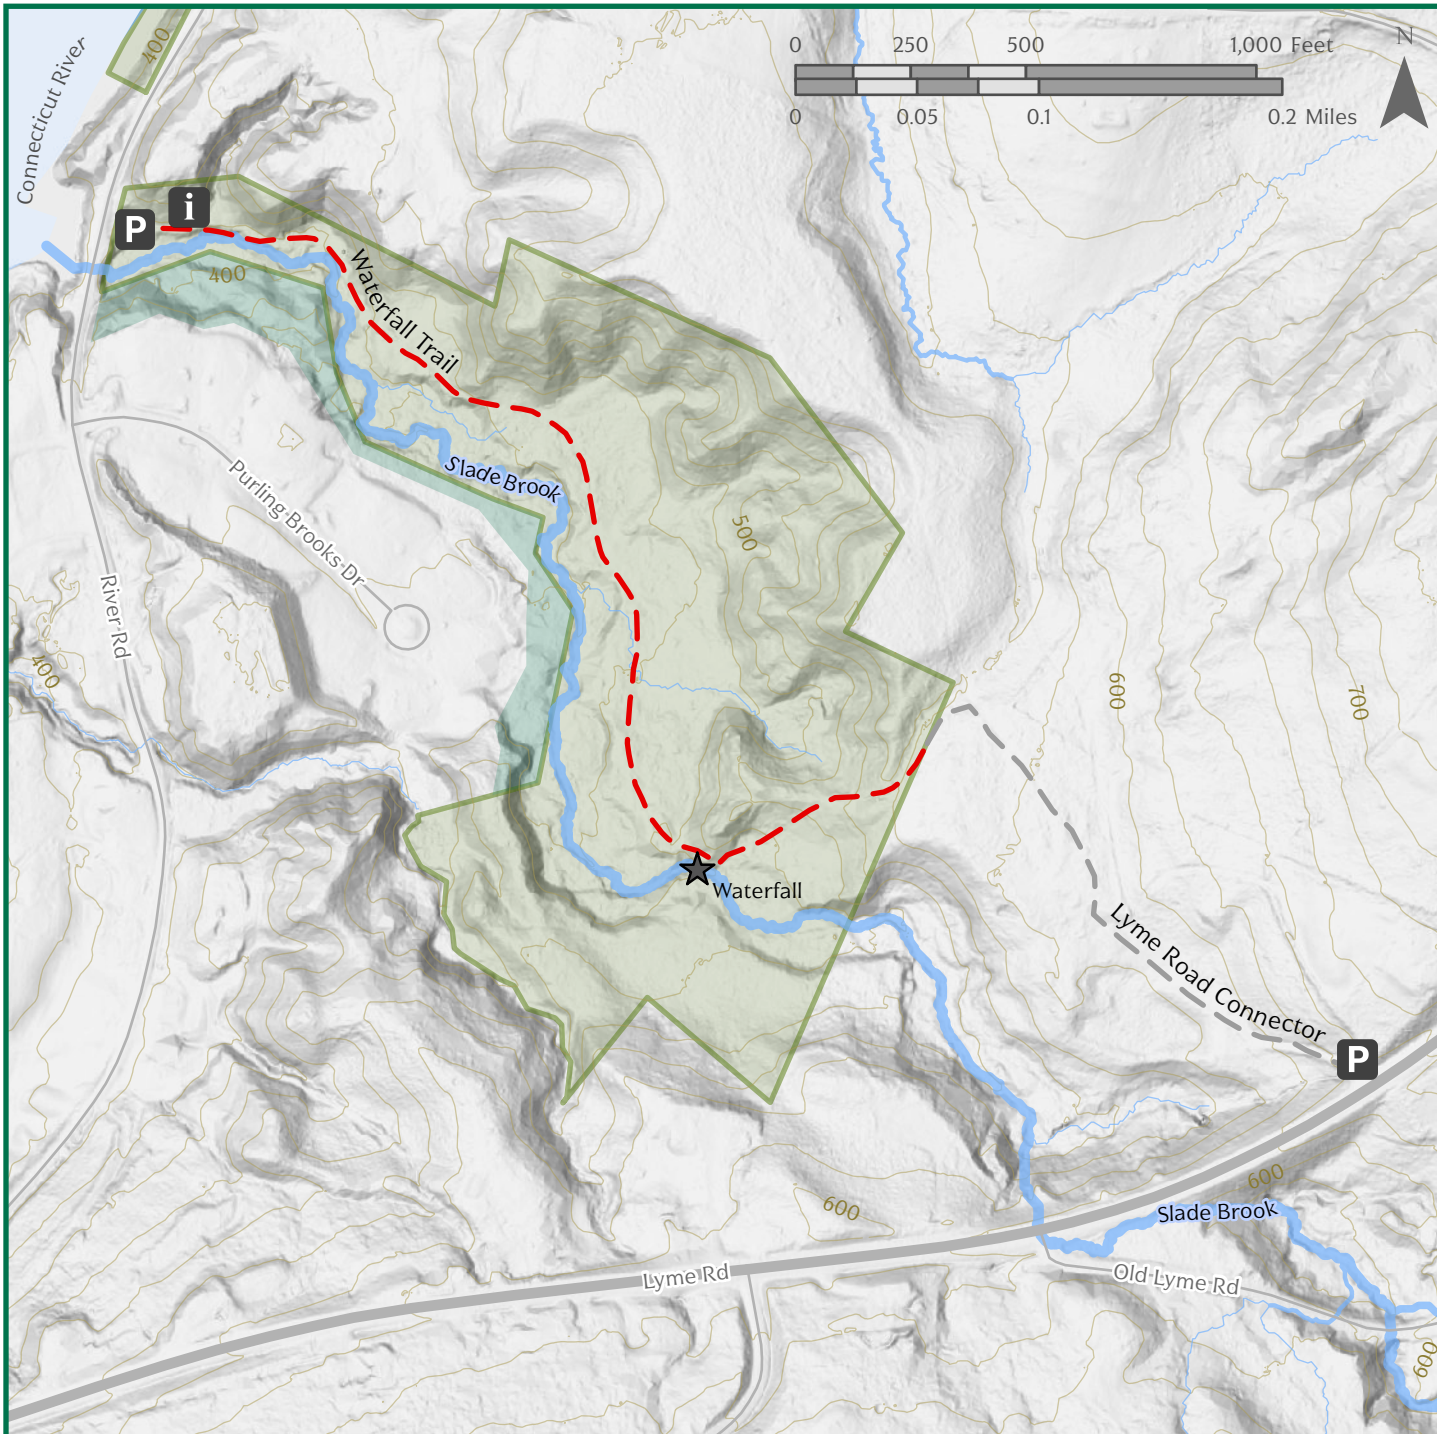 0 250 500 1,000 Feet
0 0.05 0.1 0.2 Miles
N
Connecticut River
400
P
i
400
Waterfall Trail
Slade Brook
Purling Brooks Dr
River Rd
500
400
600
700
Waterfall
Lyme Road Connector
P
600
600
Slade Brook
Lyme Rd
Old Lyme Rd
600